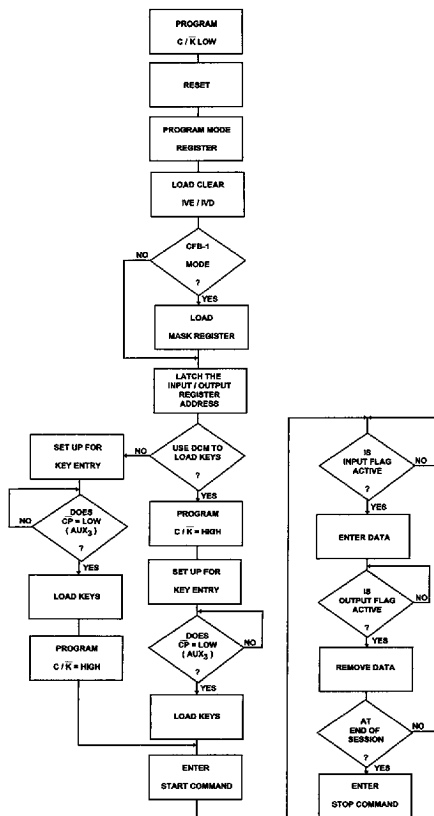 PROGRAM
C / K̅ LOW
RESET
PROGRAM MODE
REGISTER
LOAD CLEAR
IVE / IVD
CFB-1
MODE
?
NO
YES
LOAD
MASK REGISTER
LATCH THE
INPUT / OUTPUT
REGISTER
ADDRESS
USE DCM TO
LOAD KEYS
?
NO
YES
SET UP FOR
KEY ENTRY
DOES
C̅P̅ = LOW
( AUX₃ )
?
NO
YES
LOAD KEYS
PROGRAM
C / K̅ = HIGH
PROGRAM
C / K̅ = HIGH
SET UP FOR
KEY ENTRY
DOES
C̅P̅ = LOW
( AUX₃ )
?
NO
YES
LOAD KEYS
ENTER
START COMMAND
IS
INPUT FLAG
ACTIVE
?
NO
YES
ENTER DATA
IS
OUTPUT FLAG
ACTIVE
?
NO
YES
REMOVE DATA
AT
END OF
SESSION
?
NO
YES
ENTER
STOP COMMAND